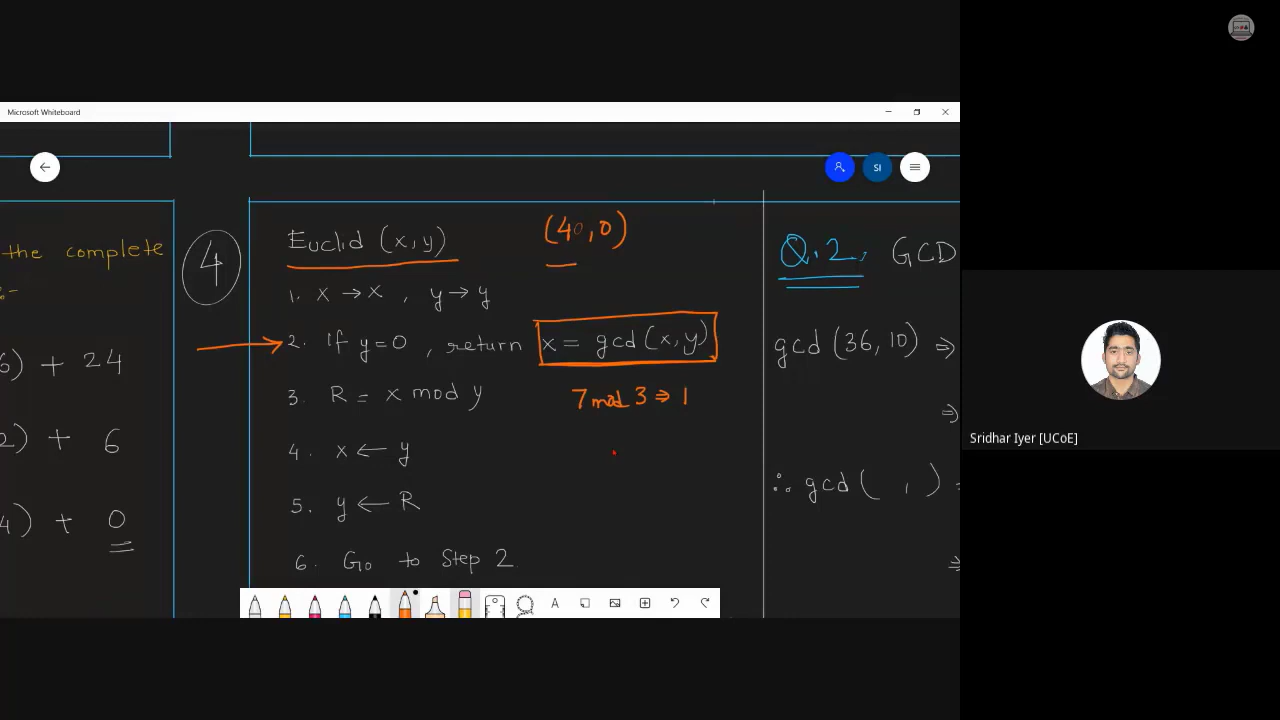 Microsoft Whiteboard
SI
the complete
:-
6) + 24
2) + 6
4) + 0
4
Euclid (x,y)
(40,0)
1. x → x , y → y
2. If y=0 , return x = gcd (x,y)
3. R = x mod y
7 mod 3 ⇒ 1
4. x ← y
5. y ← R
6. Go to Step 2
Q.2. GCD
gcd (36, 10) ⇒
⇒
∴ gcd ( , ) =
⇒
A
Sridhar Iyer [UCoE]